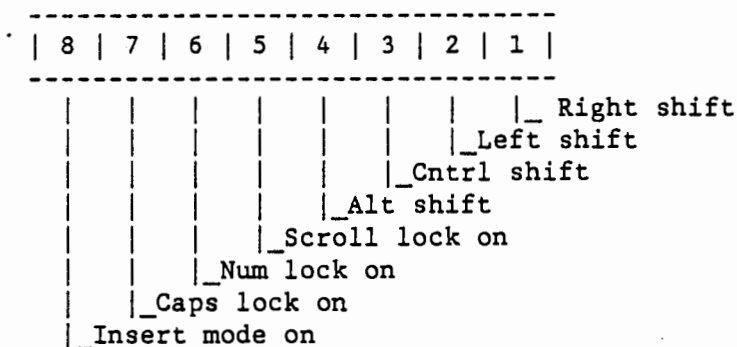 | 8 | 7 | 6 | 5 | 4 | 3 | 2 | 1 |
|_ Right shift
|_Left shift
|_Cntrl shift
|_Alt shift
|_Scroll lock on
|_Num lock on
|_Caps lock on
|_Insert mode on